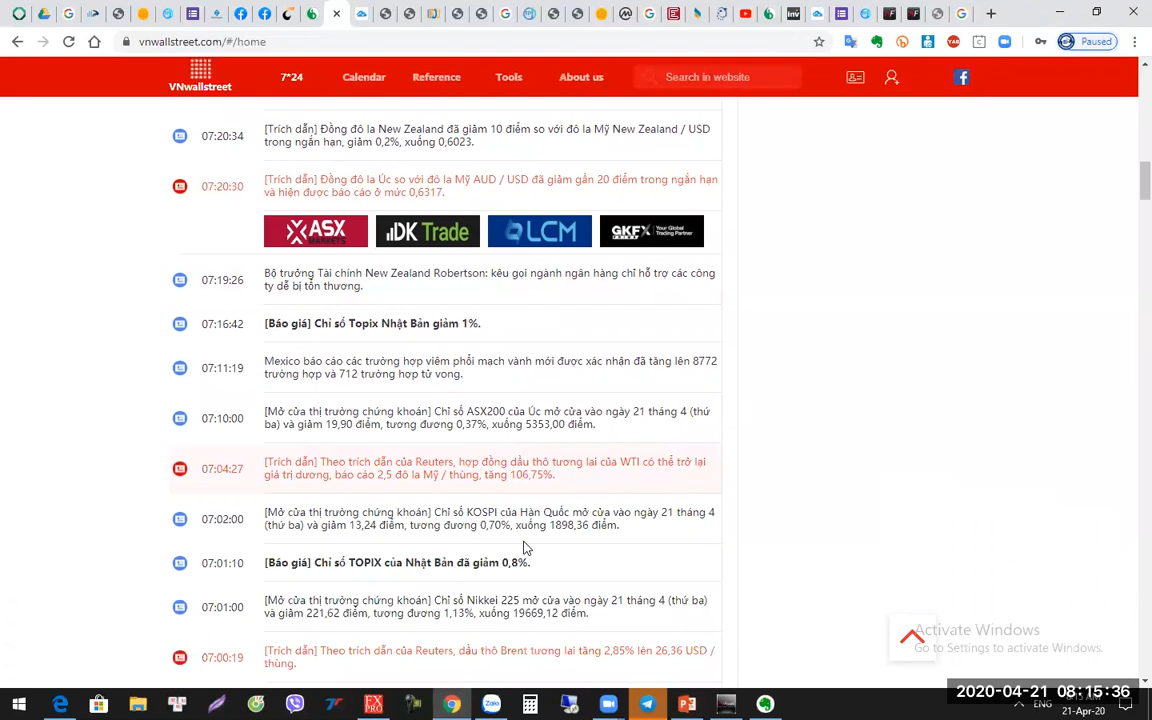 vnwallstreet.com/#/home
Paused
VNwallstreet
7*24
Calendar
Reference
Tools
About us
Search in website
07:20:34
[Trích dẫn] Đồng đô la New Zealand đã giảm 10 điểm so với đô la Mỹ New Zealand / USD
trong ngắn hạn, giảm 0,2%, xuống 0,6023.
07:20:30
[Trích dẫn] Đồng đô la Úc so với đô la Mỹ AUD / USD đã giảm gần 20 điểm trong ngắn hạn
và hiện được báo cáo ở mức 0,6317.
ASX MARKETS
iDK Trade
LCM
GKFX PRIME Your Global Trading Partner
07:19:26
Bộ trưởng Tài chính New Zealand Robertson: kêu gọi ngành ngân hàng chỉ hỗ trợ các công
ty dễ bị tổn thương.
07:16:42
[Báo giá] Chỉ số Topix Nhật Bản giảm 1%.
07:11:19
Mexico báo cáo các trường hợp viêm phổi mạch vành mới được xác nhận đã tăng lên 8772
trường hợp và 712 trường hợp tử vong.
07:10:00
[Mở cửa thị trường chứng khoán] Chỉ số ASX200 của Úc mở cửa vào ngày 21 tháng 4 (thứ
ba) và giảm 19,90 điểm, tương đương 0,37%, xuống 5353,00 điểm.
07:04:27
[Trích dẫn] Theo trích dẫn của Reuters, hợp đồng dầu thô tương lai của WTI có thể trở lại
giá trị dương, báo cáo 2,5 đô la Mỹ / thùng, tăng 106,75%.
07:02:00
[Mở cửa thị trường chứng khoán] Chỉ số KOSPI của Hàn Quốc mở cửa vào ngày 21 tháng 4
(thứ ba) và giảm 13,24 điểm, tương đương 0,70%, xuống 1898,36 điểm.
07:01:10
[Báo giá] Chỉ số TOPIX của Nhật Bản đã giảm 0,8%.
07:01:00
[Mở cửa thị trường chứng khoán] Chỉ số Nikkei 225 mở cửa vào ngày 21 tháng 4 (thứ ba)
và giảm 221,62 điểm, tương đương 1,13%, xuống 19669,12 điểm.
07:00:19
[Trích dẫn] Theo trích dẫn của Reuters, dầu thô Brent tương lai tăng 2,85% lên 26,36 USD /
thùng.
Activate Windows
Go to Settings to activate Windows.
2020-04-21 08:15:36
ENG
21-Apr-20